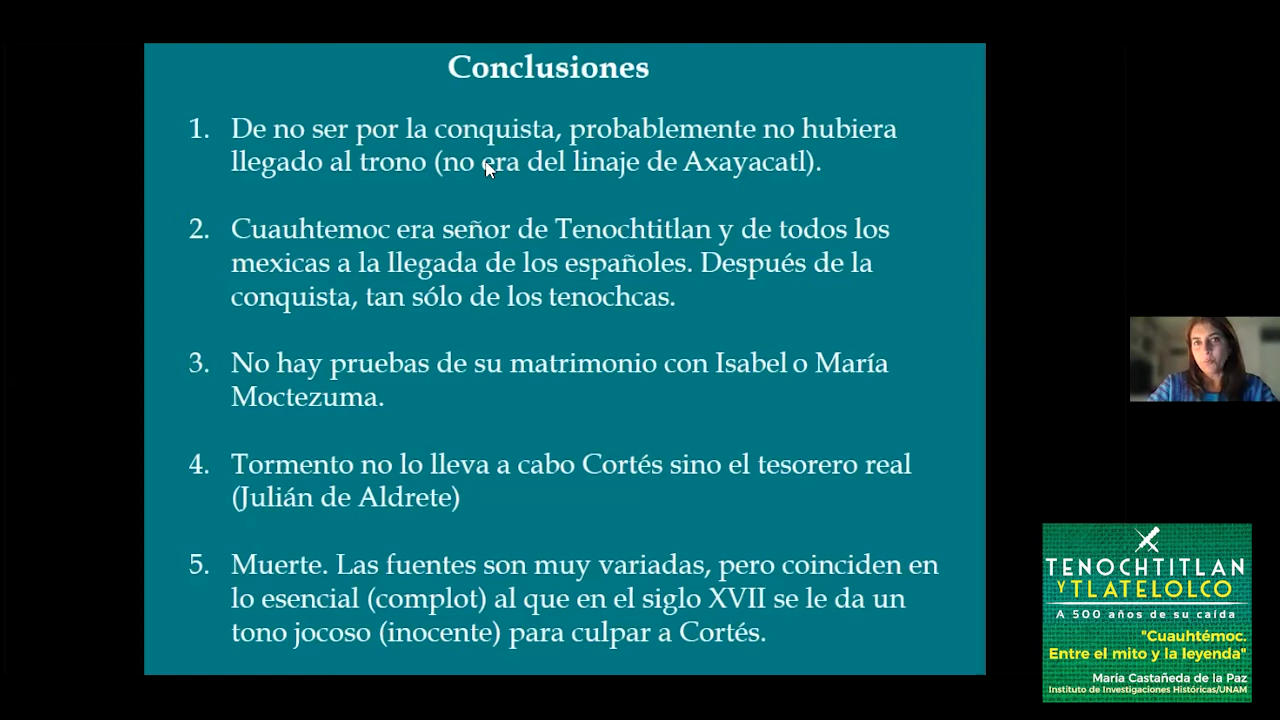 Conclusiones
1. De no ser por la conquista, probablemente no hubiera
llegado al trono (no era del linaje de Axayacatl).
2. Cuauhtemoc era señor de Tenochtitlan y de todos los
mexicas a la llegada de los españoles. Después de la
conquista, tan sólo de los tenochcas.
3. No hay pruebas de su matrimonio con Isabel o María
Moctezuma.
4. Tormento no lo lleva a cabo Cortés sino el tesorero real
(Julián de Aldrete)
5. Muerte. Las fuentes son muy variadas, pero coinciden en
lo esencial (complot) al que en el siglo XVII se le da un
tono jocoso (inocente) para culpar a Cortés.
TENOCHTITLAN
Y TLATELOLCO
A 500 años de su caída
"Cuauhtémoc.
Entre el mito y la leyenda"
María Castañeda de la Paz
Instituto de Investigaciones Históricas/UNAM